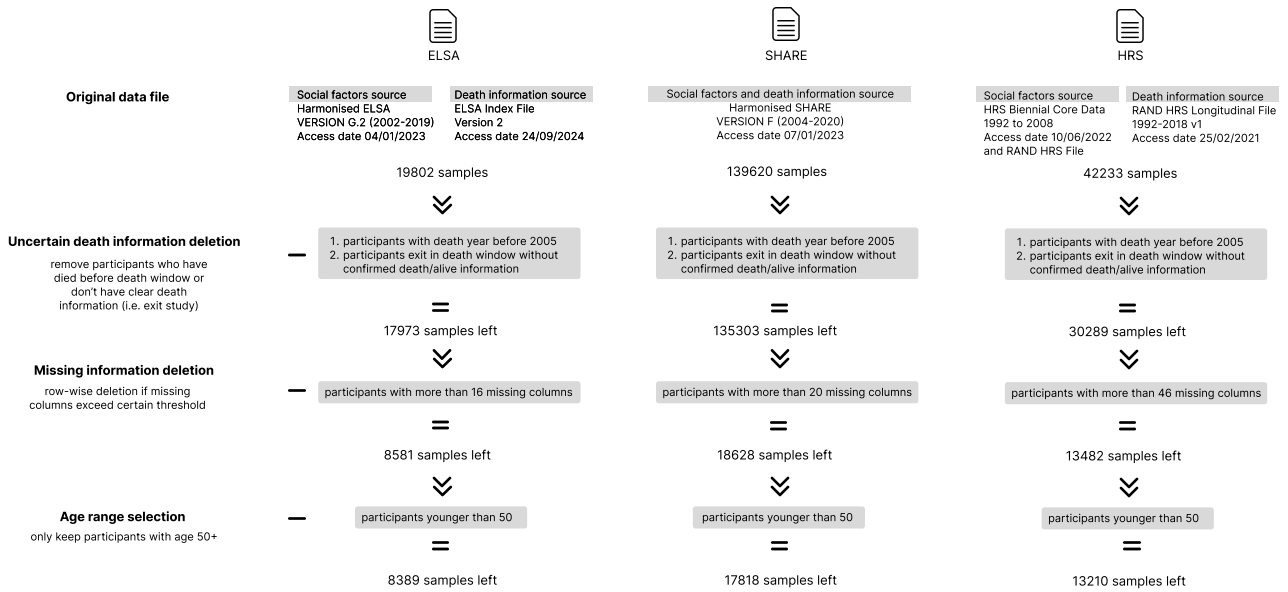 ELSA
SHARE
HRS
Original data file
Social factors source
Harmonised ELSA
VERSION G.2 (2002-2019)
Access date 04/01/2023
Death information source
ELSA Index File
Version 2
Access date 24/09/2024
Social factors and death information source
Harmonised SHARE
VERSION F (2004-2020)
Access date 07/01/2023
Social factors source
HRS Biennial Core Data
1992 to 2008
Access date 10/06/2022
and RAND HRS File
Death information source
RAND HRS Longitudinal File
1992-2018 v1
Access date 25/02/2021
19802 samples
139620 samples
42233 samples
Uncertain death information deletion
remove participants who have
died before death window or
don't have clear death
information (i.e. exit study)
1. participants with death year before 2005
2. participants exit in death window without
confirmed death/alive information
1. participants with death year before 2005
2. participants exit in death window without
confirmed death/alive information
1. participants with death year before 2005
2. participants exit in death window without
confirmed death/alive information
17973 samples left
135303 samples left
30289 samples left
Missing information deletion
row-wise deletion if missing
columns exceed certain threshold
participants with more than 16 missing columns
participants with more than 20 missing columns
participants with more than 46 missing columns
8581 samples left
18628 samples left
13482 samples left
Age range selection
only keep participants with age 50+
participants younger than 50
participants younger than 50
participants younger than 50
8389 samples left
17818 samples left
13210 samples left